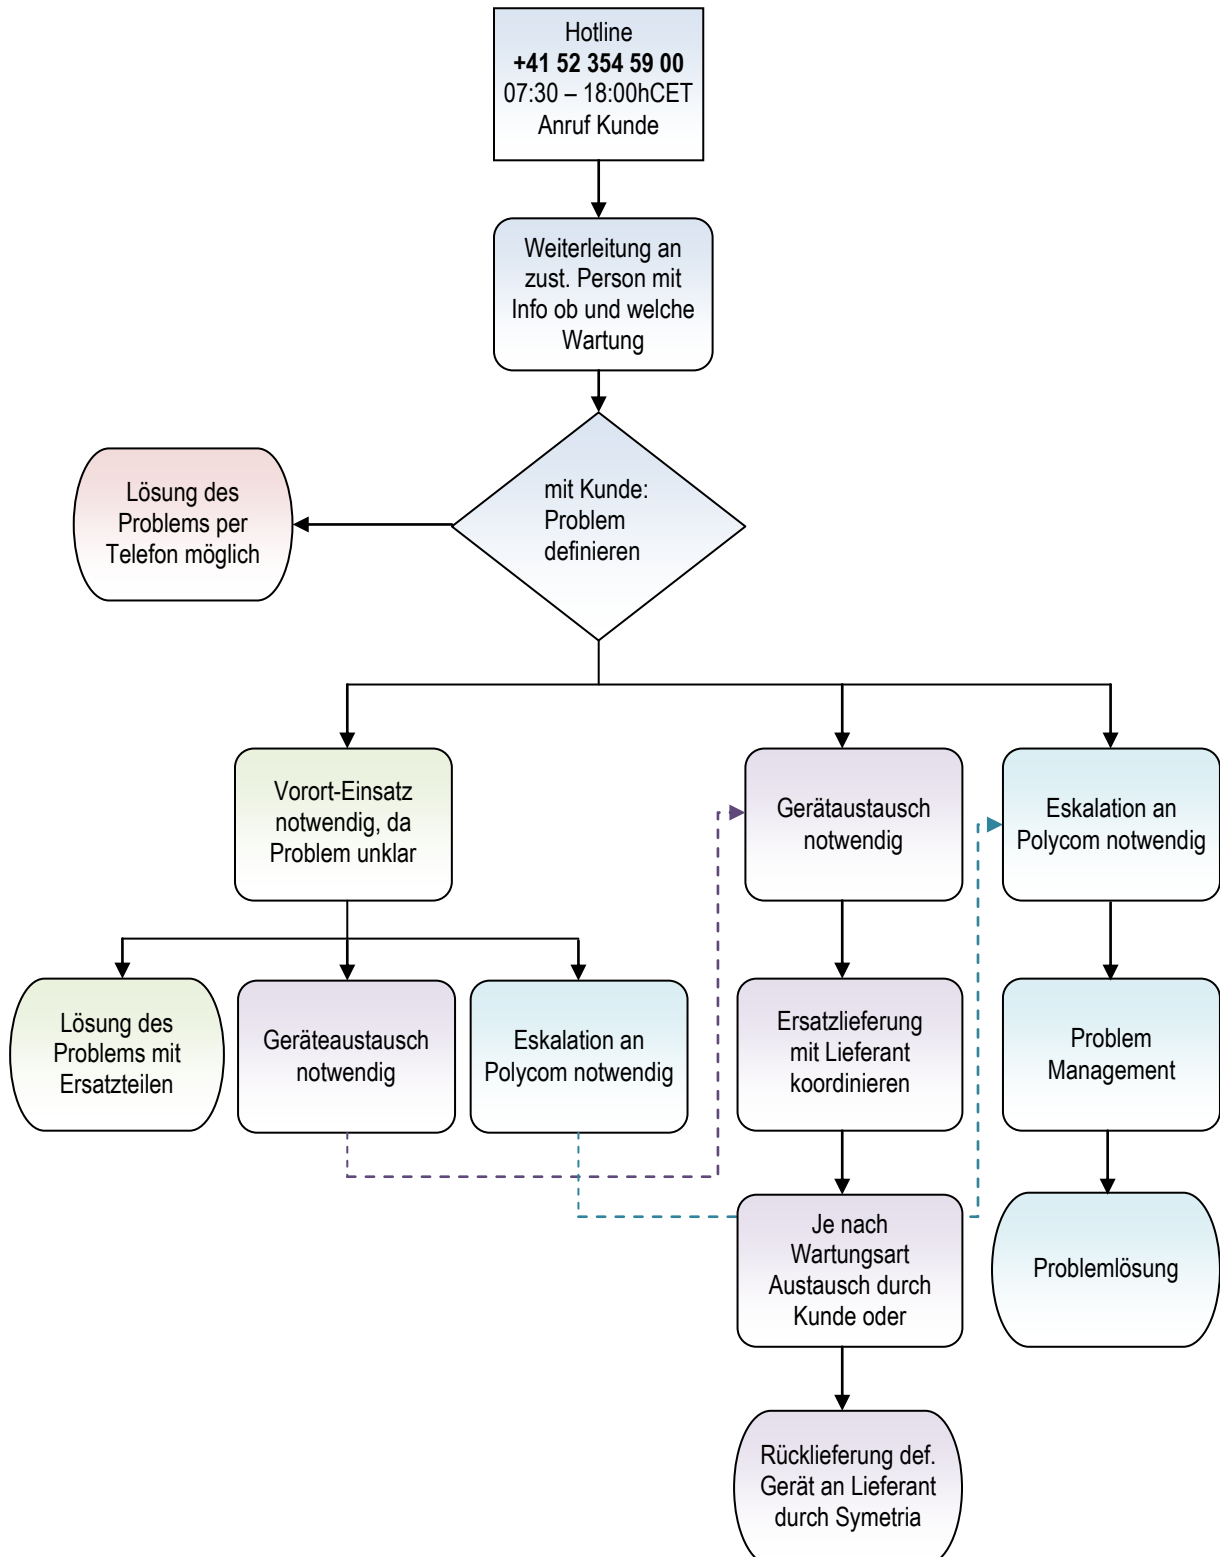 Hotline
+41 52 354 59 00
07:30 – 18:00hCET
Anruf Kunde
Weiterleitung an
zust. Person mit
Info ob und welche
Wartung
mit Kunde:
Problem
definieren
Lösung des
Problems per
Telefon möglich
Vorort-Einsatz
notwendig, da
Problem unklar
Gerätaustausch
notwendig
Eskalation an
Polycom notwendig
Lösung des
Problems mit
Ersatzteilen
Geräteaustausch
notwendig
Eskalation an
Polycom notwendig
Ersatzlieferung
mit Lieferant
koordinieren
Problem
Management
Je nach
Wartungsart
Austausch durch
Kunde oder
Problemlösung
Rücklieferung def.
Gerät an Lieferant
durch Symetria